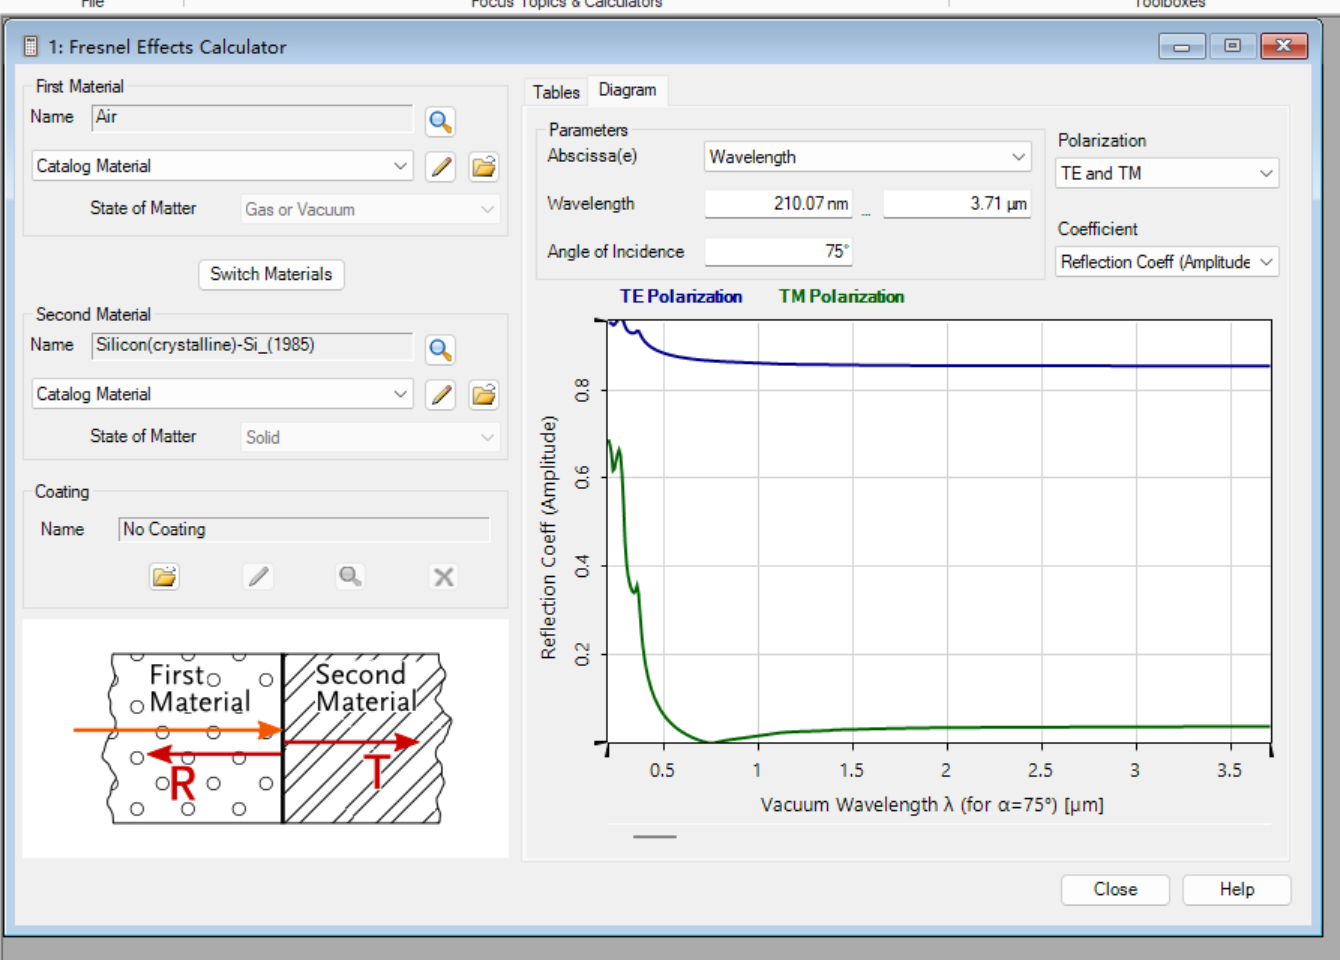 File
Focus Topics & Calculators
Toolboxes
1: Fresnel Effects Calculator
First Material
Name Air
Catalog Material
State of Matter Gas or Vacuum
Switch Materials
Second Material
Name Silicon(crystalline)-Si_(1985)
Catalog Material
State of Matter Solid
Coating
Name No Coating
First Material
Second Material
R
T
Tables Diagram
Parameters
Abscissa(e) Wavelength
Wavelength 210.07 nm ... 3.71 µm
Angle of Incidence 75°
Polarization
TE and TM
Coefficient
Reflection Coeff (Amplitude
TE Polarization TM Polarization
Reflection Coeff (Amplitude)
0.8
0.6
0.4
0.2
0.5 1 1.5 2 2.5 3 3.5
Vacuum Wavelength λ (for α=75°) [µm]
Close Help